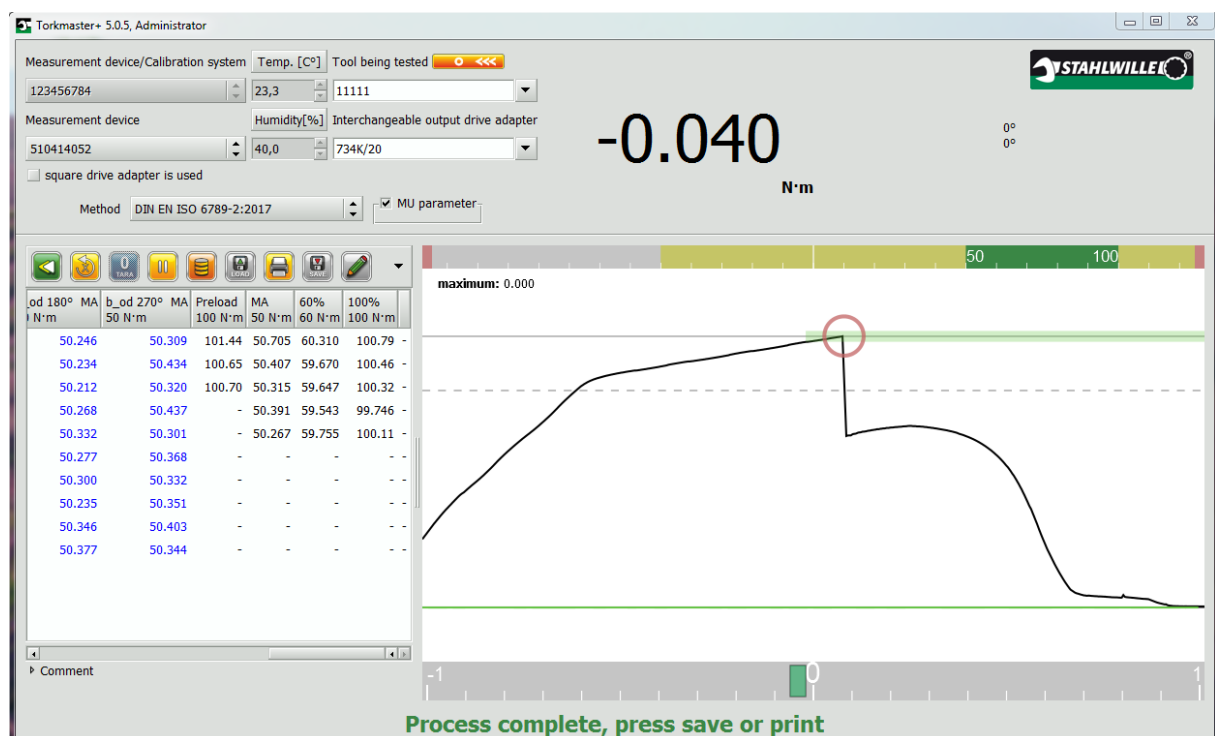 Torkmaster+ 5.0.5, Administrator
Measurement device/Calibration system Temp. [C°] Tool being tested O <<<
STAHLWILLE ®
123456784 23,3 11111
Measurement device Humidity[%] Interchangeable output drive adapter
-0.040
0°
0°
510414052 40,0 734K/20
square drive adapter is used
N·m
Method DIN EN ISO 6789-2:2017 MU parameter
0 TARA LOAD SAVE
50 100
maximum: 0.000
_od 180° MA b_od 270° MA Preload MA 60% 100%
N·m 50 N·m 100 N·m 50 N·m 60 N·m 100 N·m
50.246 50.309 101.44 50.705 60.310 100.79 -
50.234 50.434 100.65 50.407 59.670 100.46 -
50.212 50.320 100.70 50.315 59.647 100.32 -
50.268 50.437 - 50.391 59.543 99.746 -
50.332 50.301 - 50.267 59.755 100.11 -
50.277 50.368 - - - - -
50.300 50.332 - - - - -
50.235 50.351 - - - - -
50.346 50.403 - - - - -
50.377 50.344 - - - - -
Comment
-1 0 1
Process complete, press save or print